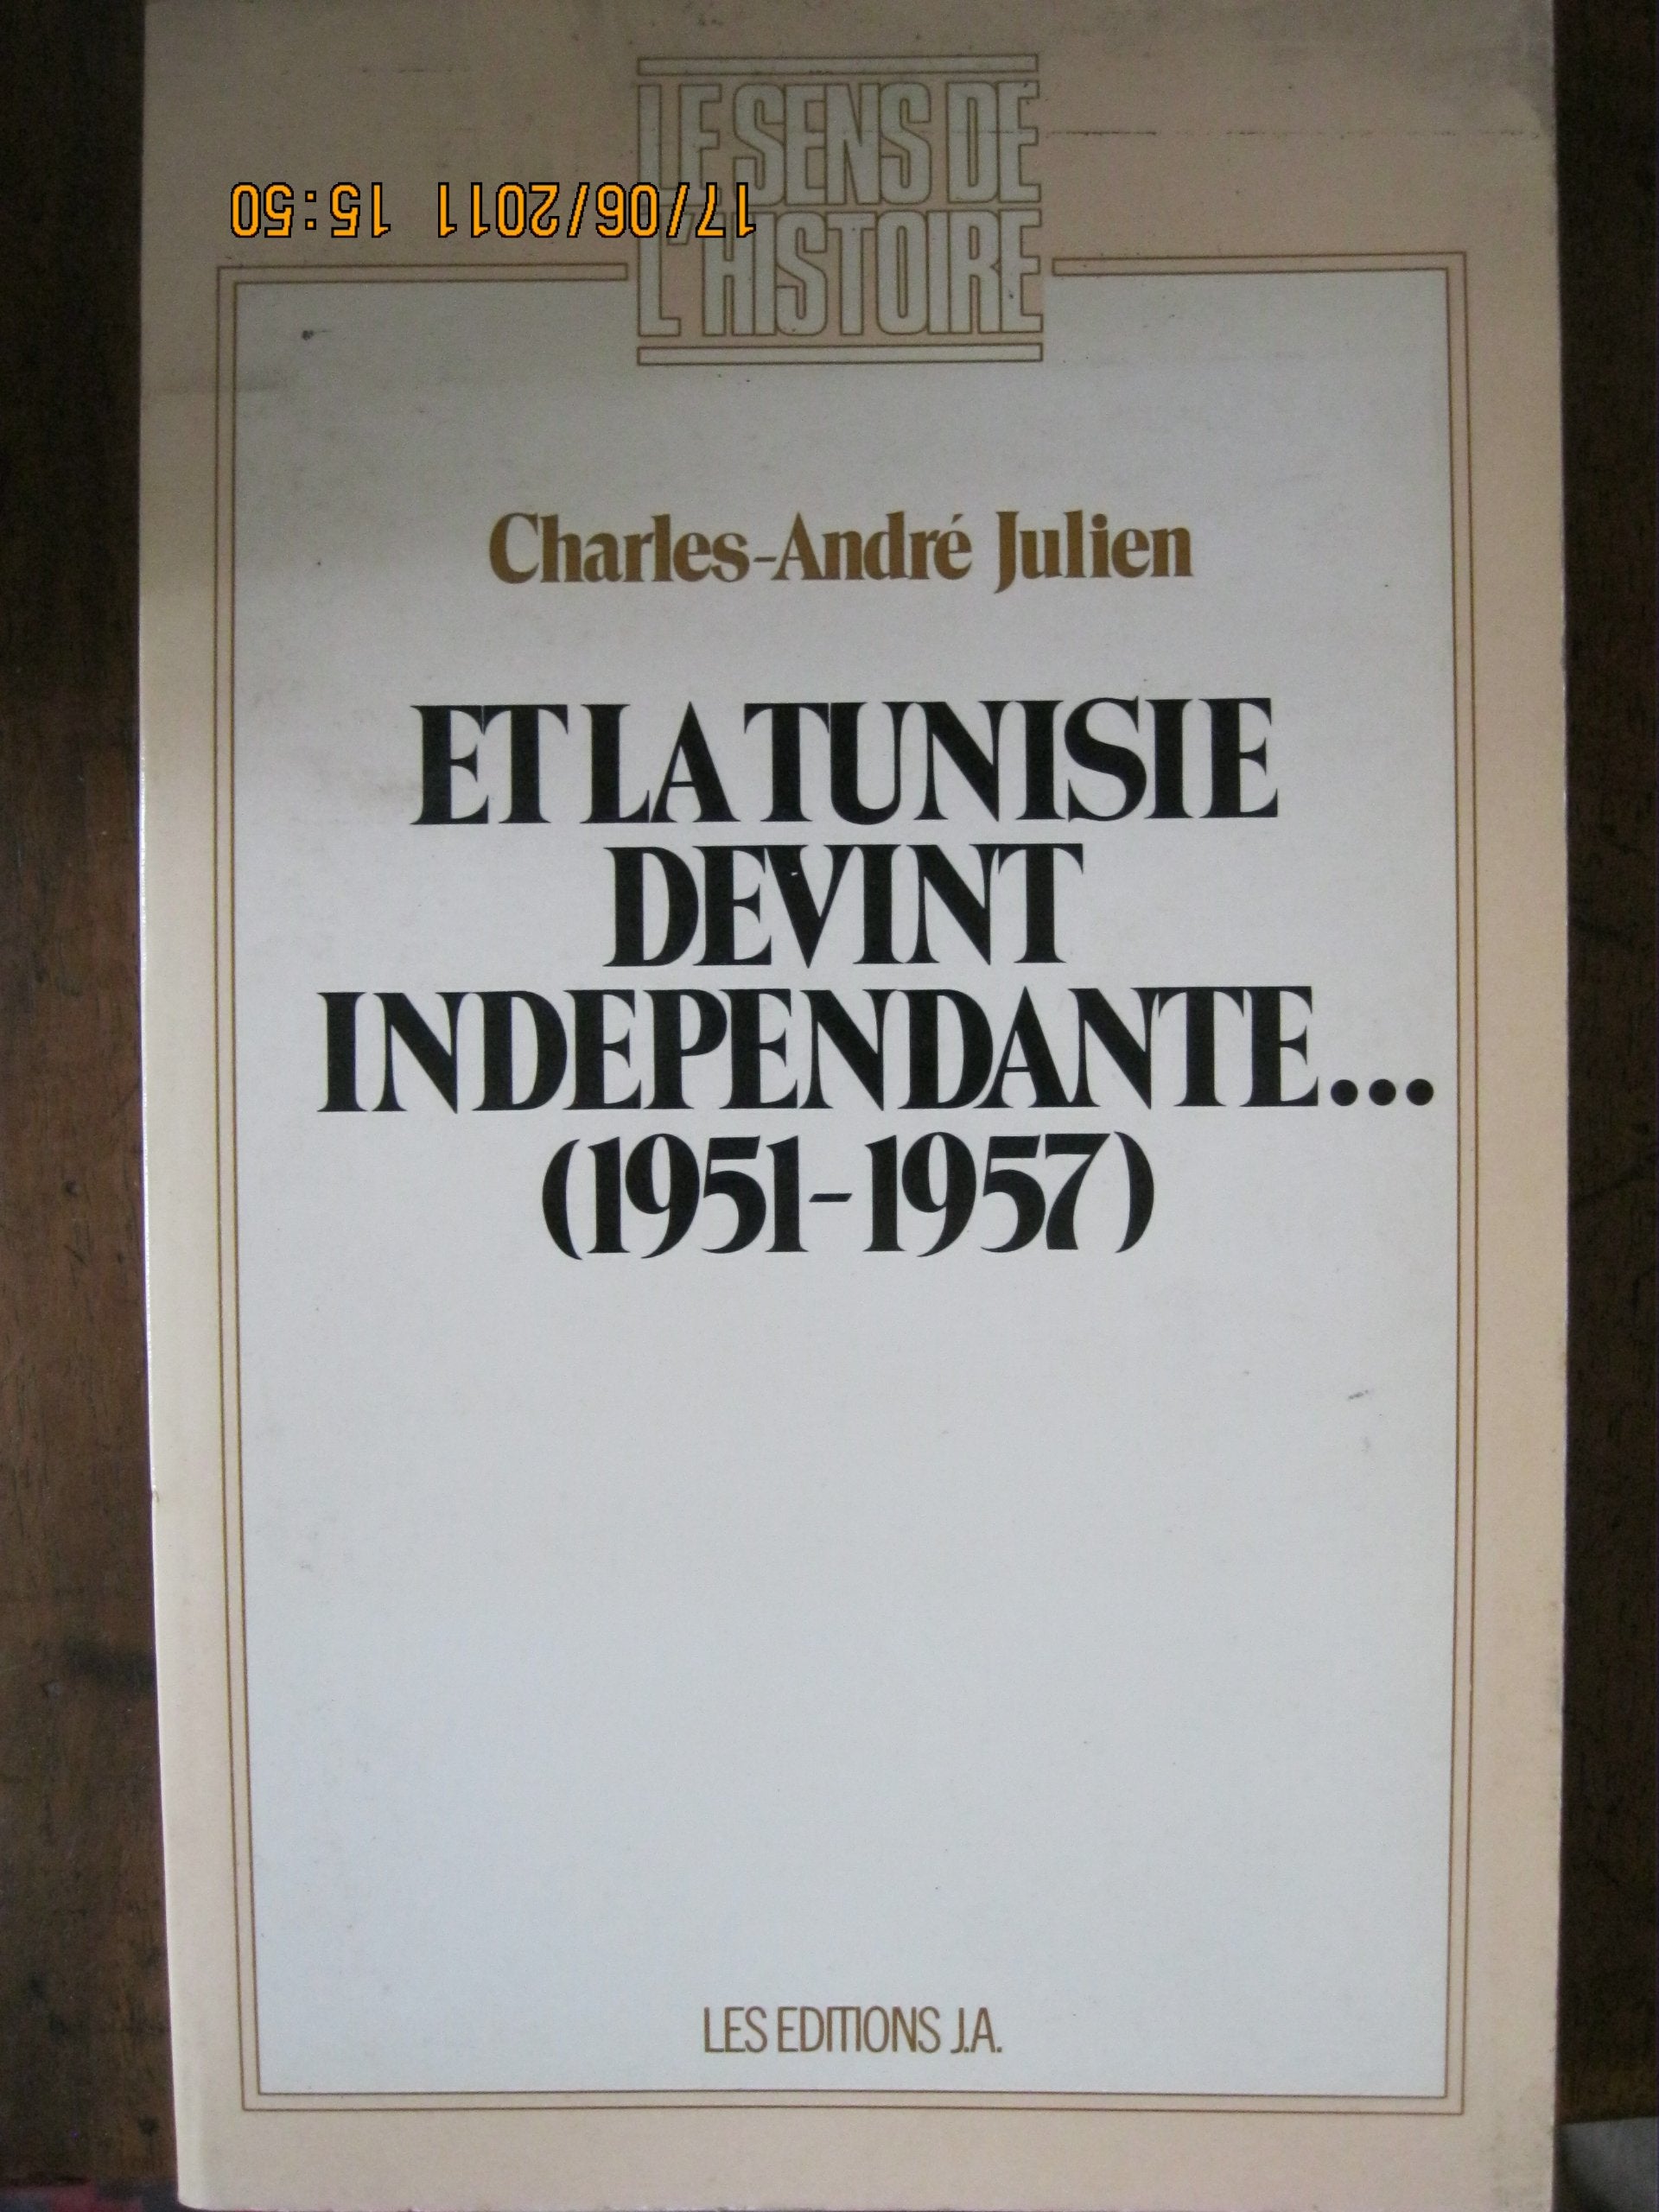 LE SENS DE
L'HISTOIRE
17/06/2011 15:50
Charles-André Julien
ET LA TUNISIE
DEVINT
INDEPENDANTE...
(1951-1957)
LES EDITIONS J.A.